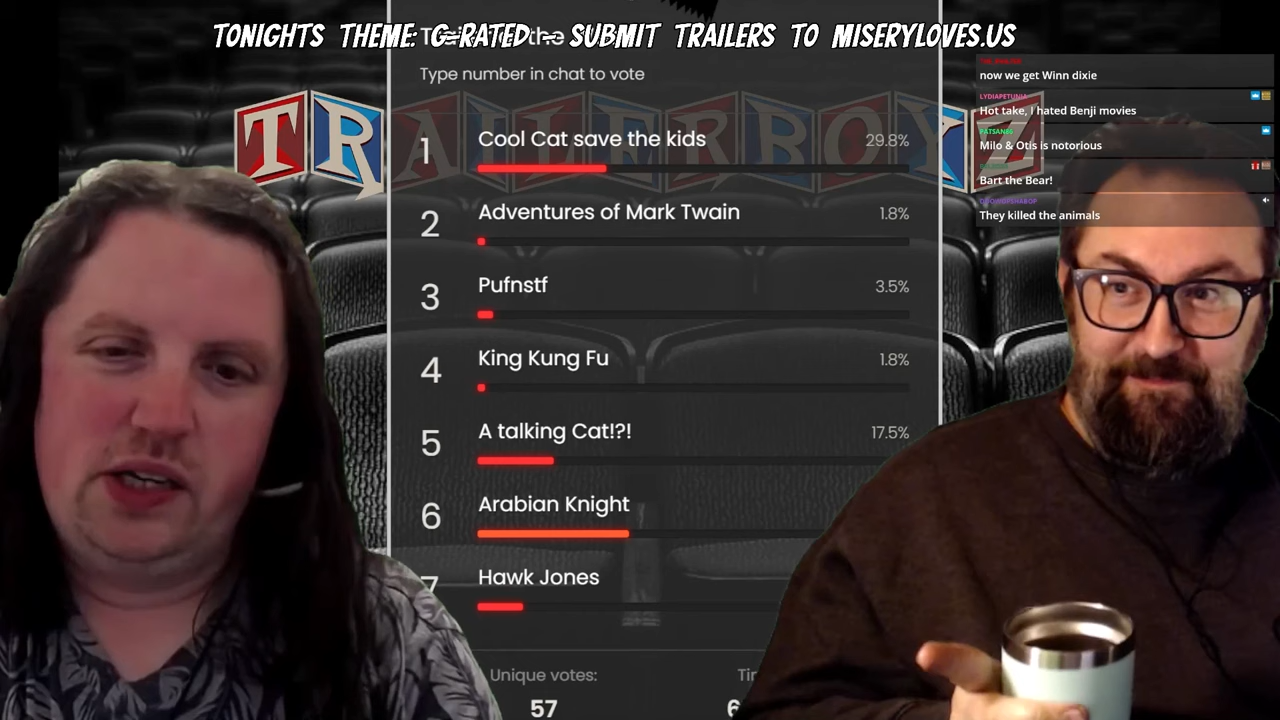 TONIGHTS THEME: G-RATED - SUBMIT TRAILERS TO MISERYLOVES.US
Type number in chat to vote
TRAILERBOYZ
1 Cool Cat save the kids 29.8%
2 Adventures of Mark Twain 1.8%
3 Pufnstf 3.5%
4 King Kung Fu 1.8%
5 A talking Cat!?! 17.5%
6 Arabian Knight
7 Hawk Jones
Unique votes:
57
now we get Winn dixie
LYDIAPETUNIA
Hot take, I hated Benji movies
PATSAN66
Milo & Otis is notorious
Bart the Bear!
They killed the animals